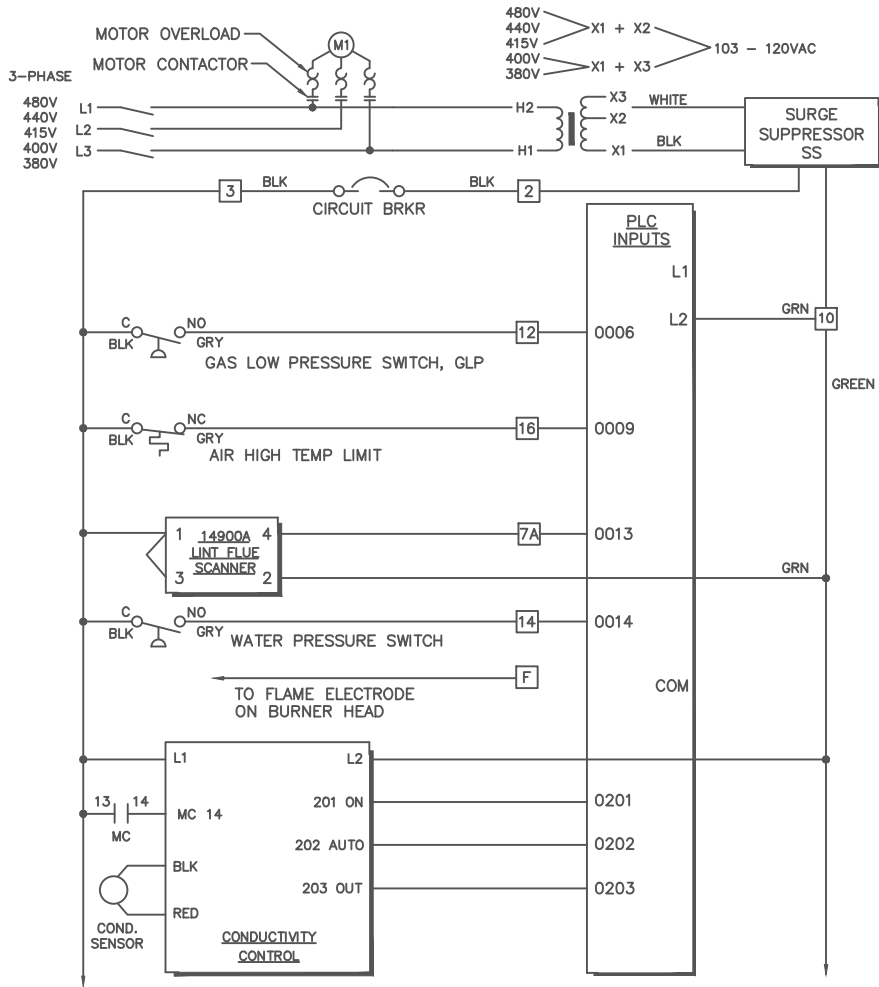 MOTOR OVERLOAD
M1
MOTOR CONTACTOR
480V
440V
415V
400V
380V
X1 + X2
X1 + X3
103 - 120VAC
3-PHASE
480V
440V
415V
400V
380V
L1
L2
L3
H2
H1
X3
X2
X1
WHITE
BLK
SURGE
SUPPRESSOR
SS
3
BLK
CIRCUIT BRKR
BLK
2
PLC
INPUTS
L1
L2
GRN
10
GREEN
C
NO
BLK
GRY
GAS LOW PRESSURE SWITCH, GLP
12
0006
C
NC
BLK
GRY
AIR HIGH TEMP LIMIT
16
0009
1
14900A
4
LINT FLUE
SCANNER
3
2
7A
0013
GRN
C
NO
BLK
GRY
WATER PRESSURE SWITCH
14
0014
F
TO FLAME ELECTRODE
ON BURNER HEAD
COM
L1
L2
13
14
MC
MC 14
201 ON
0201
202 AUTO
0202
203 OUT
0203
BLK
RED
COND.
SENSOR
CONDUCTIVITY
CONTROL